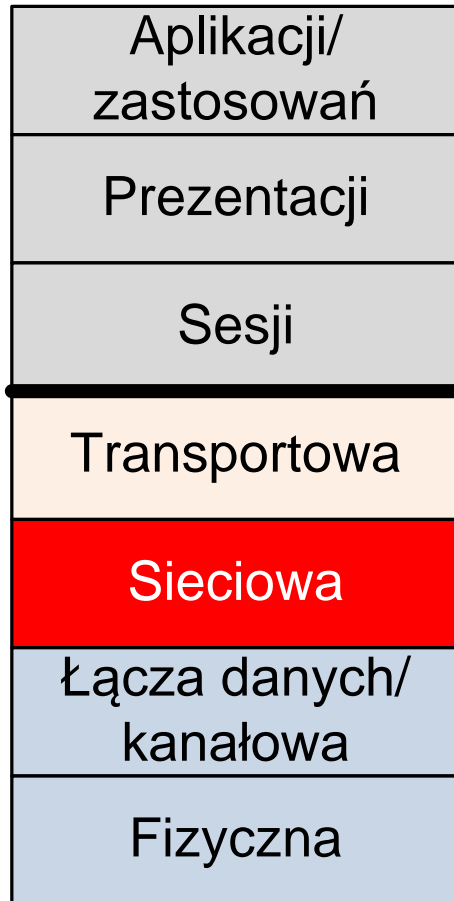 Aplikacji/
zastosowań
Prezentacji
Sesji
Transportowa
Sieciowa
Łącza danych/
kanałowa
Fizyczna